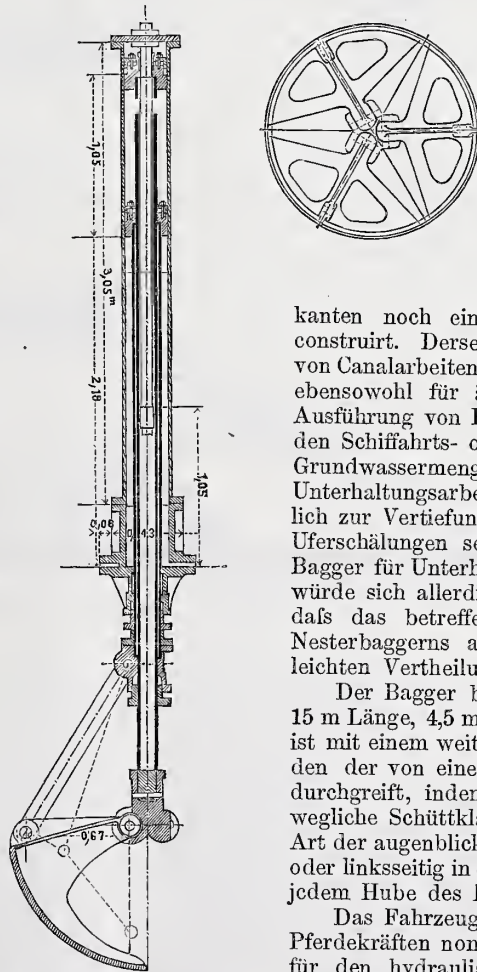 1,05
3,05 m
2,18
1,05
0,06
0,43
0,67
kanten noch ein
construirt.
von Canalarbeiten
ebensowohl für
Ausführung von
den Schiffahrts-
Grundwassermeng
Unterhaltungsarbe
lich zur Vertiefun
Uferschälungen se
Bagger für Unterh
würde sich allerdi
daſs das betreffe
Nesterbaggerns a
leichten Vertheilu
Der Bagger b
15 m Länge, 4,5 m
ist mit einem weit
den der von eine
durchgreift, inden
wegliche Schüttkl
Art der augenblick
oder linksseitig in
jedem Hube des
Das Fahrzeug
Pferdekräften non
für den hydrauli